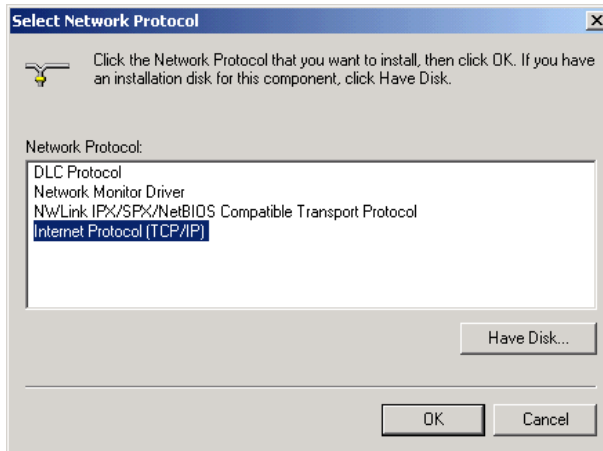 Select Network Protocol
Click the Network Protocol that you want to install, then click OK. If you have
an installation disk for this component, click Have Disk.
Network Protocol:
DLC Protocol
Network Monitor Driver
NWLink IPX/SPX/NetBIOS Compatible Transport Protocol
Internet Protocol (TCP/IP)
Have Disk...
OK Cancel